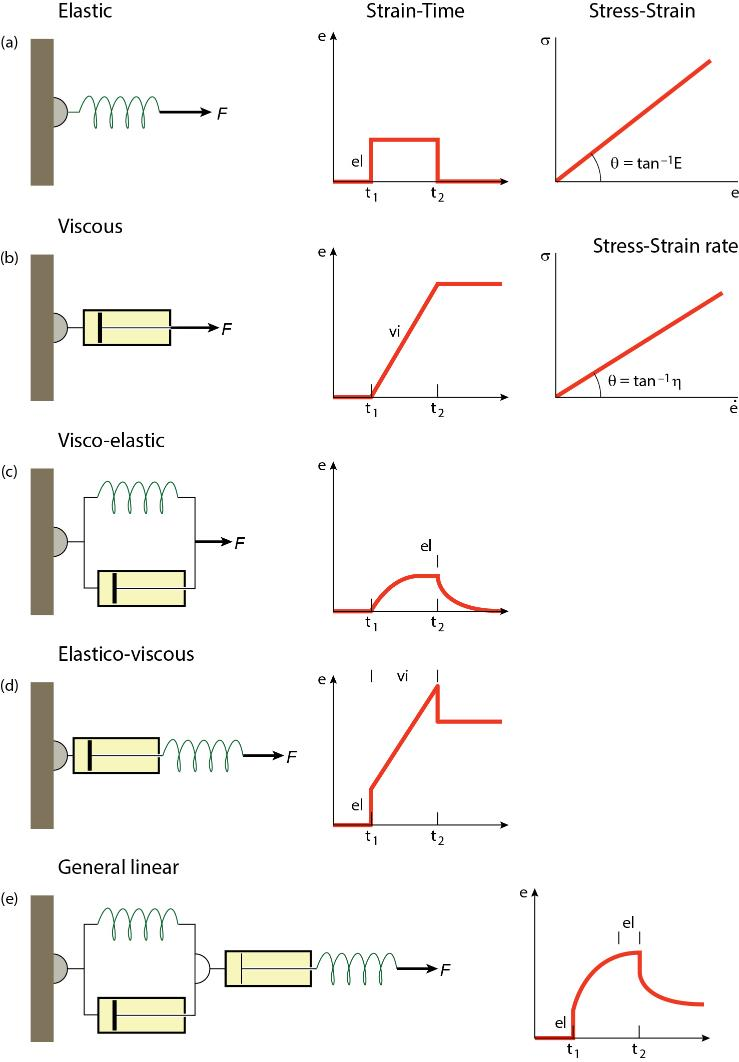 Elastic
Strain-Time
Stress-Strain
(a)
F
e
el
t1
t2
σ
θ = tan⁻¹E
e
Viscous
Stress-Strain rate
(b)
F
e
vi
t1
t2
σ
θ = tan⁻¹η
ė
Visco-elastic
(c)
F
e
el
t1
t2
Elastico-viscous
(d)
F
e
vi
el
t1
t2
General linear
(e)
F
e
el
el
t1
t2